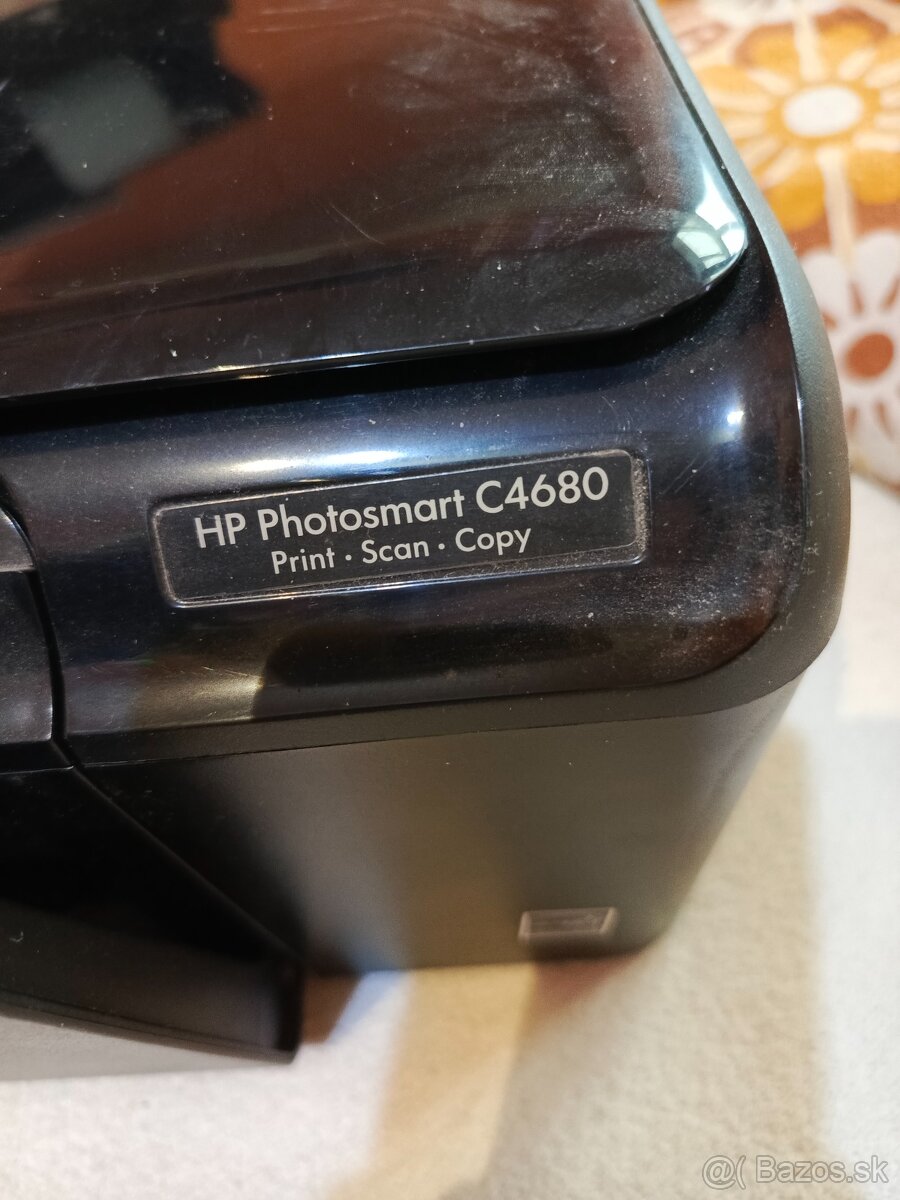 HP Photosmart C4680
Print · Scan · Copy
@( Bazos.sk